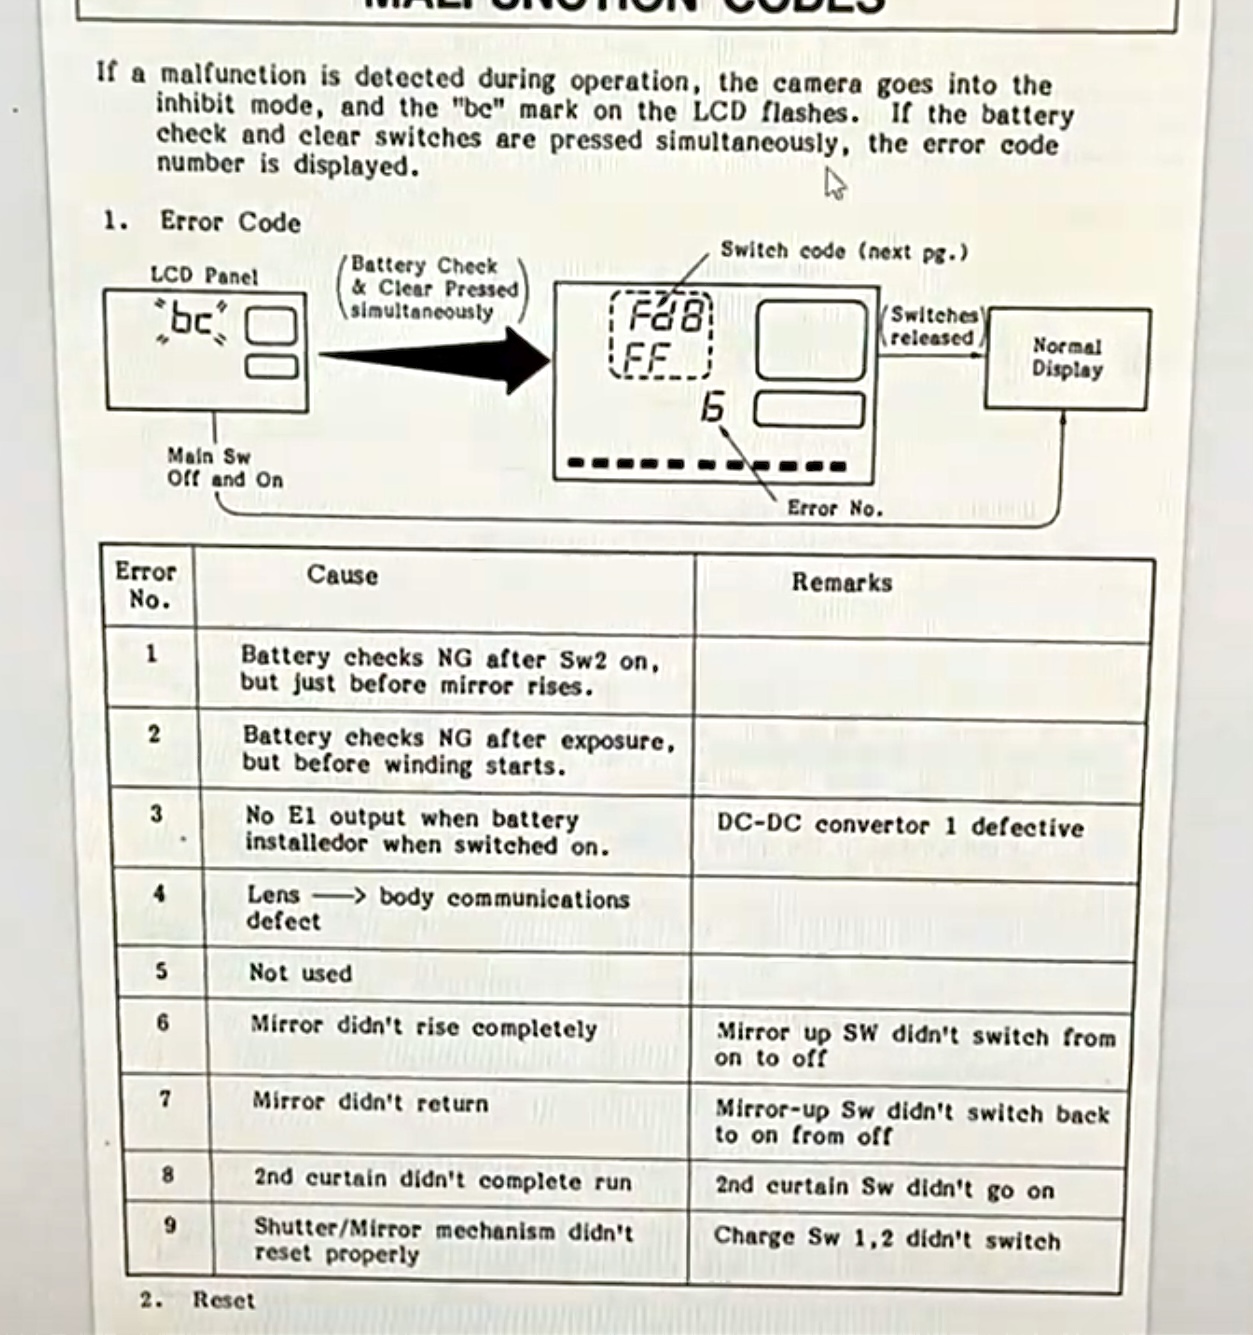 MALFUNCTION CODES
If a malfunction is detected during operation, the camera goes into the
inhibit mode, and the "bc" mark on the LCD flashes. If the battery
check and clear switches are pressed simultaneously, the error code
number is displayed.
1. Error Code
Switch code (next pg.)
LCD Panel
"bc"
(Battery Check
& Clear Pressed
simultaneously)
Fd8
FF
6
(Switches
released)
Normal
Display
Main Sw
Off and On
Error No.
Error
No.
Cause
Remarks
1
Battery checks NG after Sw2 on,
but just before mirror rises.
2
Battery checks NG after exposure,
but before winding starts.
3
No E1 output when battery
installedor when switched on.
DC-DC convertor 1 defective
4
Lens ——> body communications
defect
5
Not used
6
Mirror didn't rise completely
Mirror up SW didn't switch from
on to off
7
Mirror didn't return
Mirror-up Sw didn't switch back
to on from off
8
2nd curtain didn't complete run
2nd curtain Sw didn't go on
9
Shutter/Mirror mechanism didn't
reset properly
Charge Sw 1,2 didn't switch
2. Reset